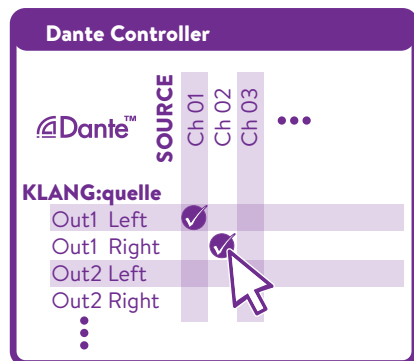 Dante Controller
Dante™
SOURCE
Ch 01
Ch 02
Ch 03
•••
KLANG:quelle
Out1 Left
Out1 Right
Out2 Left
Out2 Right